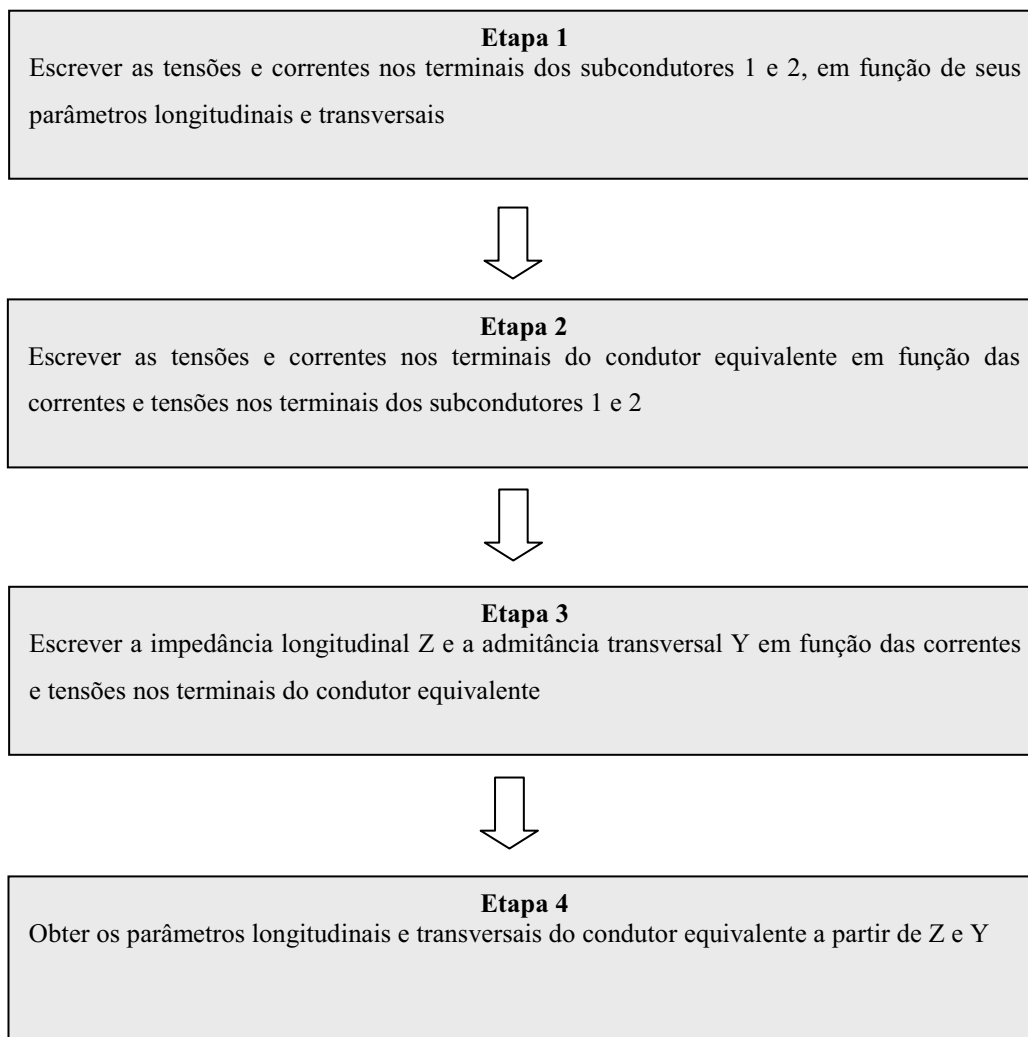 Etapa 1
Escrever as tensões e correntes nos terminais dos subcondutores 1 e 2, em função de seus
parâmetros longitudinais e transversais
Etapa 2
Escrever as tensões e correntes nos terminais do condutor equivalente em função das
correntes e tensões nos terminais dos subcondutores 1 e 2
Etapa 3
Escrever a impedância longitudinal Z e a admitância transversal Y em função das correntes
e tensões nos terminais do condutor equivalente
Etapa 4
Obter os parâmetros longitudinais e transversais do condutor equivalente a partir de Z e Y